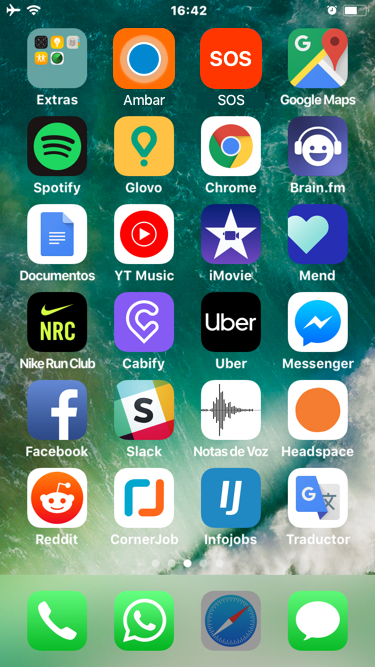 16:42
SOS
G
Extras
Ambar
SOS
Google Maps
Spotify
Glovo
Chrome
Brain.fm
Documentos
YT Music
iMovie
Mend
NRC
Uber
Nike Run Club
Cabify
Uber
Messenger
f
S
Facebook
Slack
Notas de Voz
Headspace
IJ
G
文
Reddit
CornerJob
Infojobs
Traductor